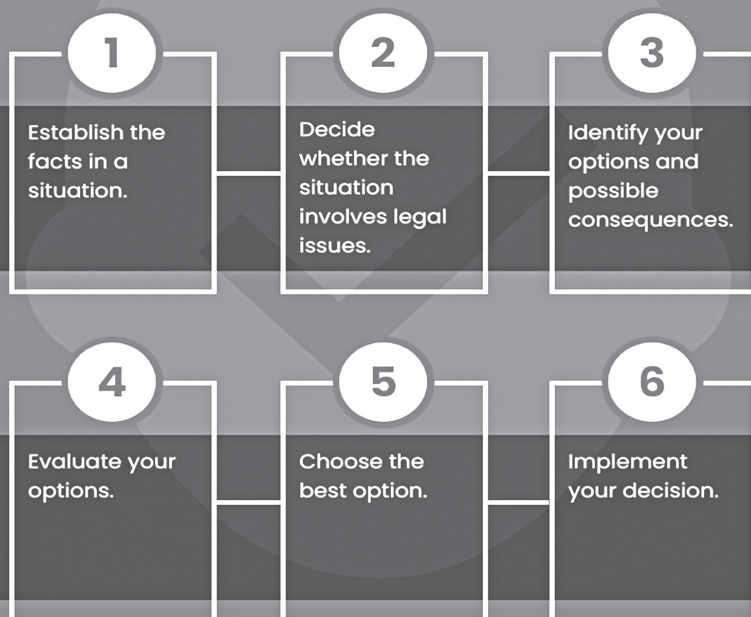 1
Establish the
facts in a
situation.
2
Decide
whether the
situation
involves legal
issues.
3
Identify your
options and
possible
consequences.
4
Evaluate your
options.
5
Choose the
best option.
6
Implement
your decision.